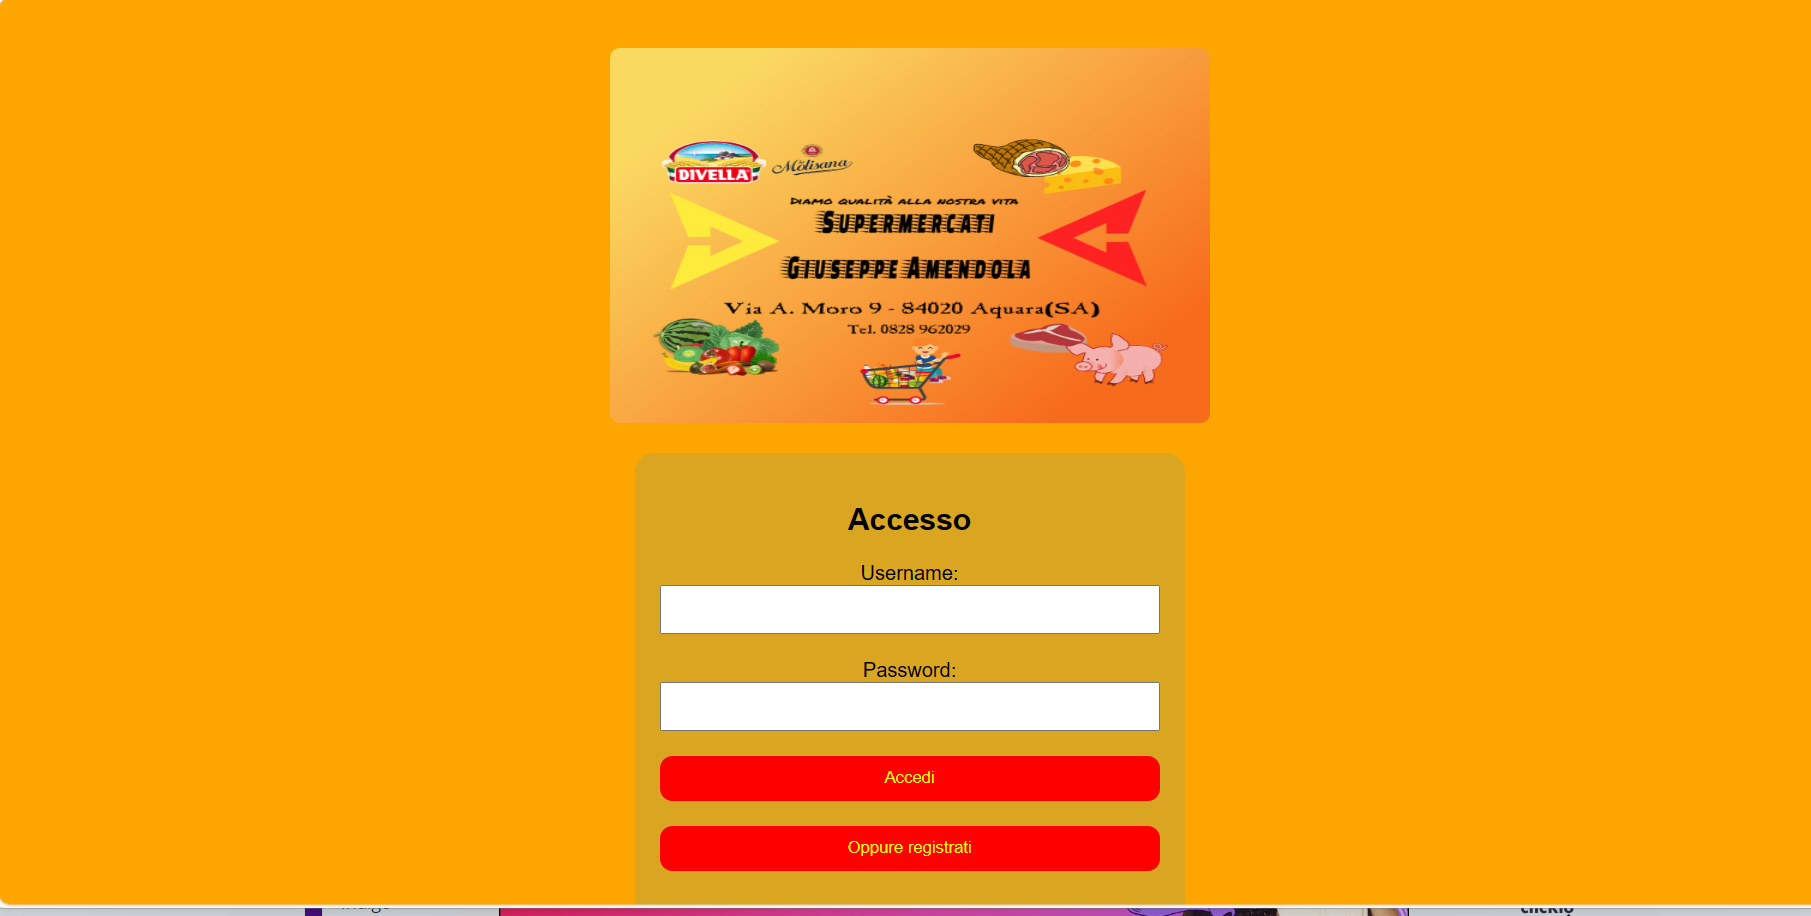 DIVELLA
La Molisana
Diamo qualità alla nostra vita
Supermercati
Giuseppe Amendola
Via A. Moro 9 - 84020 Aquara(SA)
Tel. 0828 962029
Accesso
Username:
Password:
Accedi
Oppure registrati